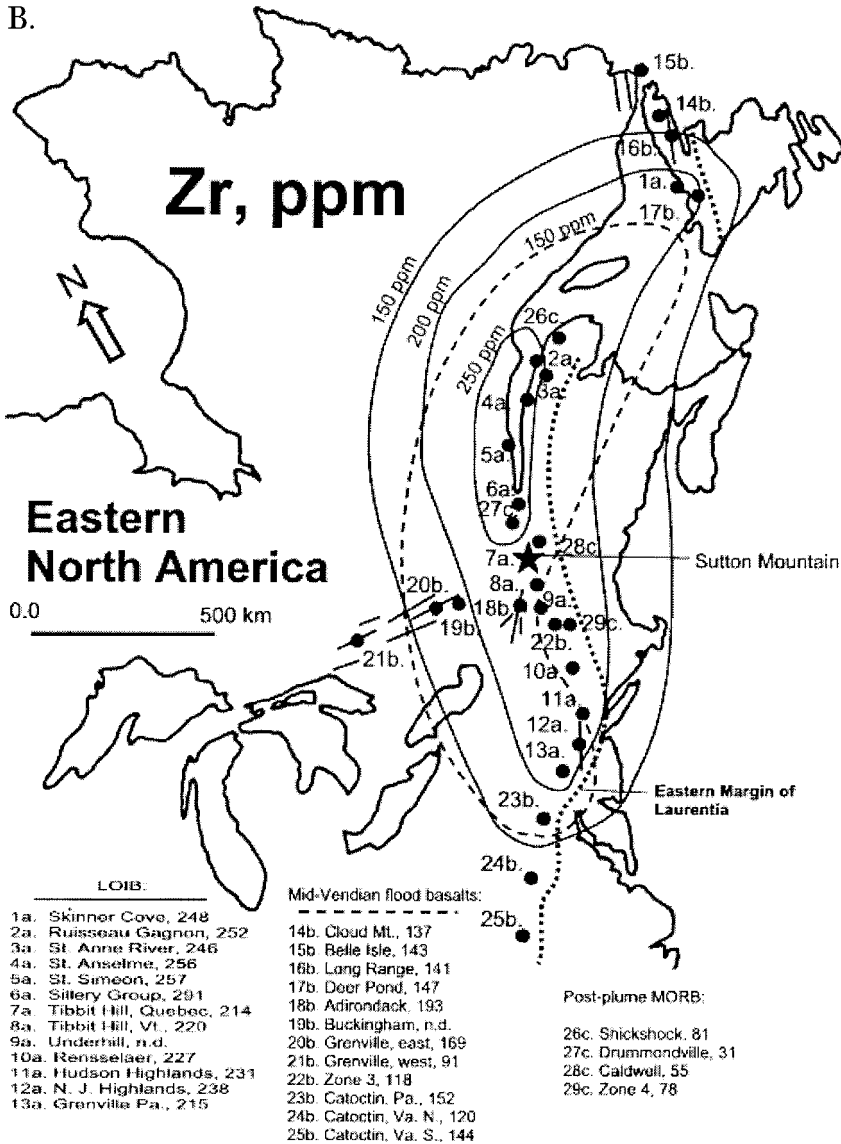 B.
15b.
14b.
Zr, ppm
16b.
1a.
17b.
N
150 ppm
150 ppm
200 ppm
26c.
250 ppm
2a.
3a.
4a.
5a.
6a.
27c.
Eastern
North America
28c.
7a.
Sutton Mountain
8a.
20b.
9a.
0.0
500 km
18b.
29c.
19b.
22b.
21b.
10a.
11a.
12a.
13a.
Eastern Margin of
Laurentia
23b.
24b.
25b.
LOIB:
1a. Skinner Cove, 248
2a. Ruisseau Gagnon, 252
3a. St. Anne River, 246
4a. St. Anselme, 256
5a. St. Simeon, 257
6a. Sillery Group, 291
7a. Tibbit Hill, Quebec, 214
8a. Tibbit Hill, Vt., 220
9a. Underhill, n.d.
10a. Rensselaer, 227
11a. Hudson Highlands, 231
12a. N. J. Highlands, 238
13a. Grenville Pa., 215
Mid-Vendian flood basalts:
14b. Cloud Mt., 137
15b. Belle Isle, 143
16b. Long Range, 141
17b. Deer Pond, 147
18b. Adirondack, 193
19b. Buckingham, n.d.
20b. Grenville, east, 169
21b. Grenville, west, 91
22b. Zone 3, 118
23b. Catoctin, Pa., 152
24b. Catoctin, Va. N., 120
25b. Catoctin, Va. S., 144
Post-plume MORB:
26c. Shickshock, 81
27c. Drummondville, 31
28c. Caldwell, 55
29c. Zone 4, 78